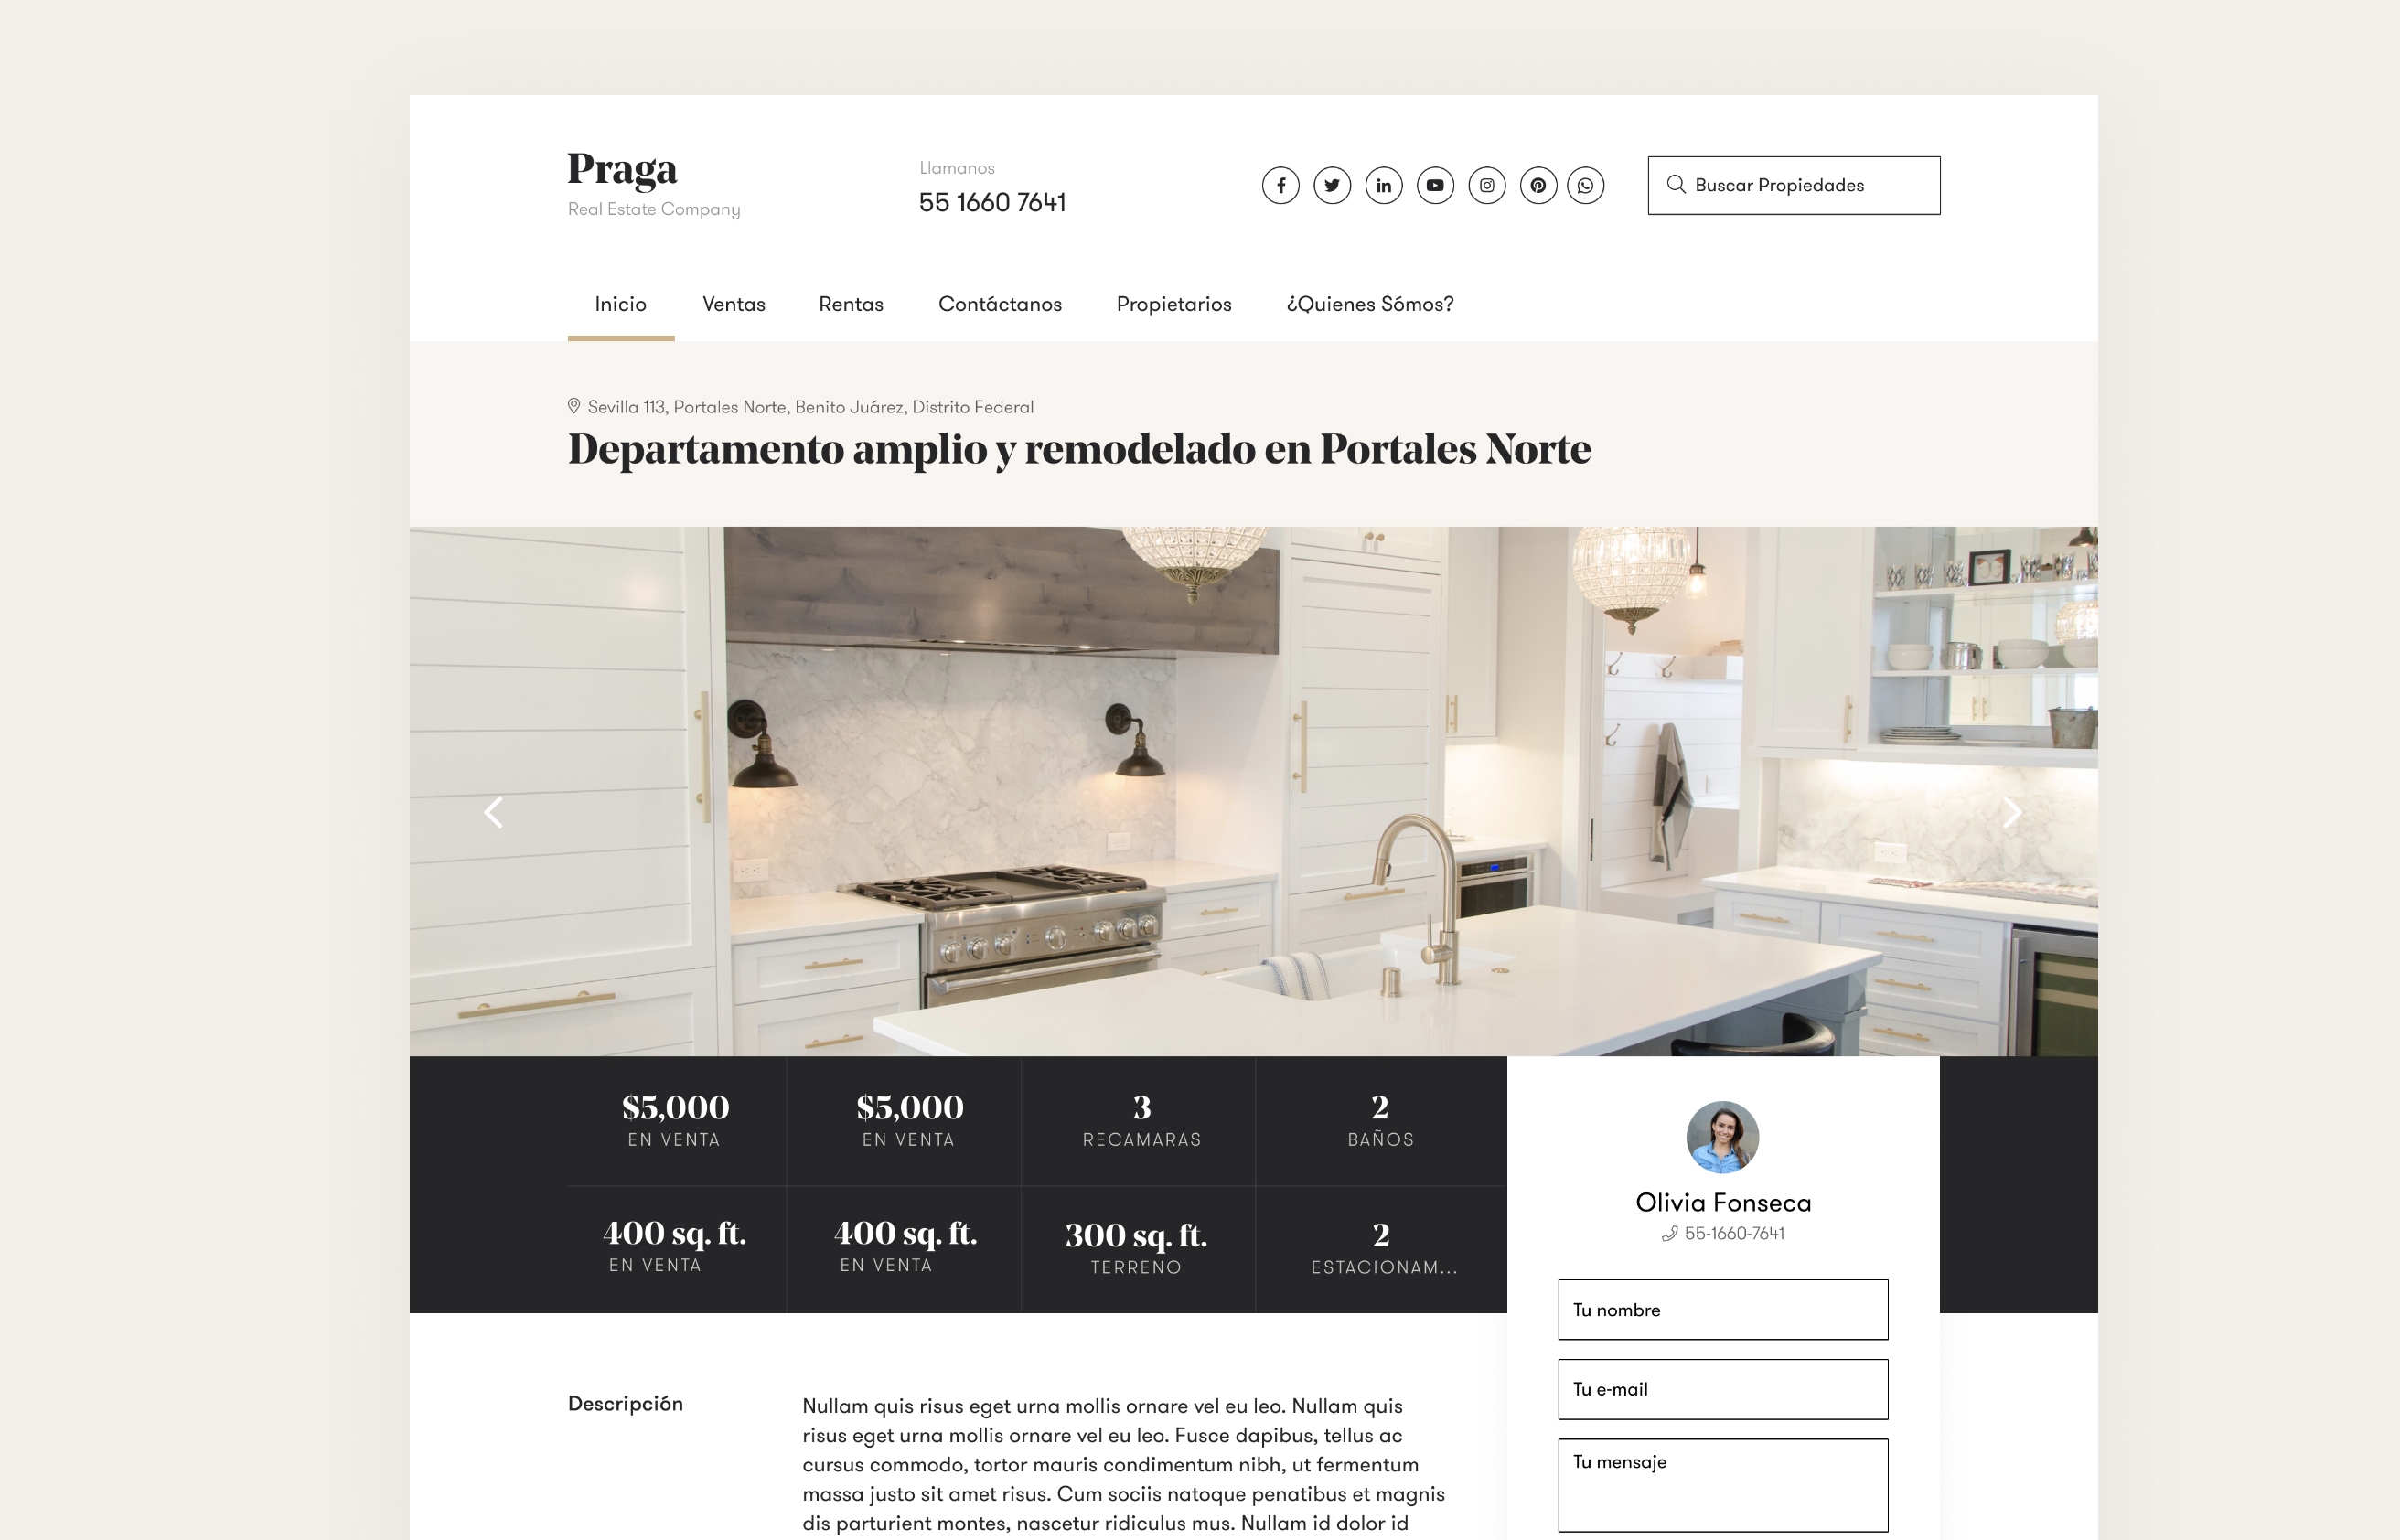 Praga
Real Estate Company
Llamanos
55 1660 7641
Buscar Propiedades
Inicio
Ventas
Rentas
Contáctanos
Propietarios
¿Quienes Sómos?
Sevilla 113, Portales Norte, Benito Juárez, Distrito Federal
Departamento amplio y remodelado en Portales Norte
$5,000
EN VENTA
$5,000
EN VENTA
3
RECAMARAS
2
BAÑOS
400 sq. ft.
EN VENTA
400 sq. ft.
EN VENTA
300 sq. ft.
TERRENO
2
ESTACIONAM...
Olivia Fonseca
55-1660-7641
Tu nombre
Tu e-mail
Tu mensaje
Descripción
Nullam quis risus eget urna mollis ornare vel eu leo. Nullam quis
risus eget urna mollis ornare vel eu leo. Fusce dapibus, tellus ac
cursus commodo, tortor mauris condimentum nibh, ut fermentum
massa justo sit amet risus. Cum sociis natoque penatibus et magnis
dis parturient montes, nascetur ridiculus mus. Nullam id dolor id